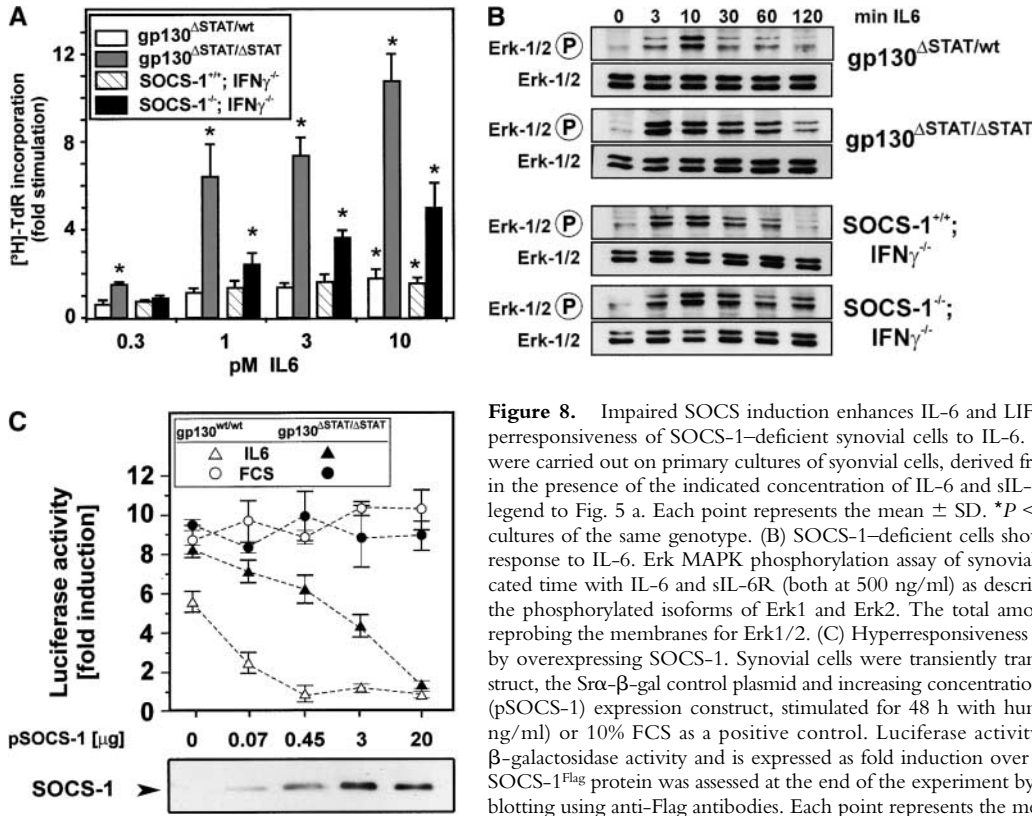 A
[³H]-TdR incorporation
(fold stimulation)
12
8
4
0
gp130ΔSTAT/wt
gp130ΔSTAT/ΔSTAT
SOCS-1+/+; IFNγ-/-
SOCS-1-/-; IFNγ-/-
* * * * * * * * *
0.3 1 3 10
pM IL6
B
0 3 10 30 60 120 min IL6
Erk-1/2 P
Erk-1/2
gp130ΔSTAT/wt
Erk-1/2 P
Erk-1/2
gp130ΔSTAT/ΔSTAT
Erk-1/2 P
Erk-1/2
SOCS-1+/+;
IFNγ-/-
Erk-1/2 P
Erk-1/2
SOCS-1-/-;
IFNγ-/-
C
gp130wt/wt gp130ΔSTAT/ΔSTAT
△ IL6 ▲
○ FCS ●
Luciferase activity
[fold induction]
12
10
8
6
4
2
0
pSOCS-1 [µg] 0 0.07 0.45 3 20
SOCS-1
Figure 8. Impaired SOCS induction enhances IL-6 and LIF
perresponsiveness of SOCS-1–deficient synovial cells to IL-6.
were carried out on primary cultures of syonvial cells, derived
in the presence of the indicated concentration of IL-6 and
legend to Fig. 5 a. Each point represents the mean ± SD. *P <
cultures of the same genotype. (B) SOCS-1–deficient cells
response to IL-6. Erk MAPK phosphorylation assay of
cated time with IL-6 and sIL-6R (both at 500 ng/ml) as
the phosphorylated isoforms of Erk1 and Erk2. The total
reprobing the membranes for Erk1/2. (C) Hyperresponsiveness
by overexpressing SOCS-1. Synovial cells were transiently
struct, the Srα-β-gal control plasmid and increasing
(pSOCS-1) expression construct, stimulated for 48 h with
ng/ml) or 10% FCS as a positive control. Luciferase activity
β-galactosidase activity and is expressed as fold induction over
SOCS-1Flag protein was assessed at the end of the experiment by
blotting using anti-Flag antibodies. Each point represents the